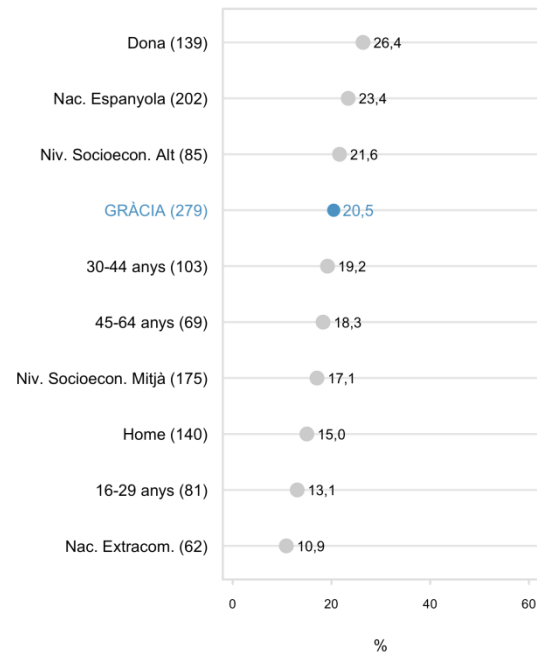 Dona (139) 26,4
Nac. Espanyola (202) 23,4
Niv. Socioecon. Alt (85) 21,6
GRÀCIA (279) 20,5
30-44 anys (103) 19,2
45-64 anys (69) 18,3
Niv. Socioecon. Mitjà (175) 17,1
Home (140) 15,0
16-29 anys (81) 13,1
Nac. Extracom. (62) 10,9
0 20 40 60
%